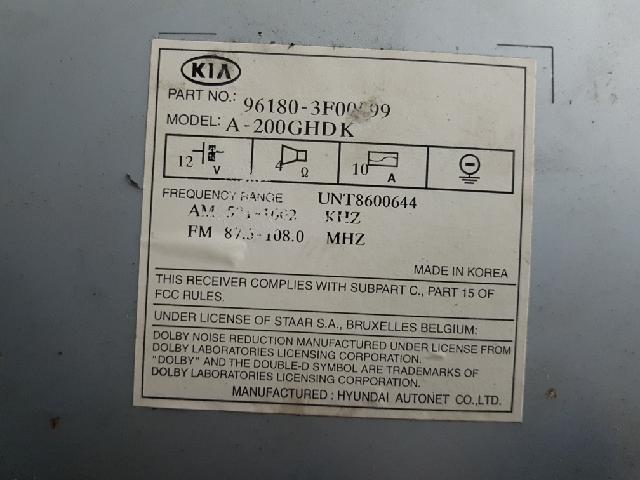 KIA
PART NO.:
MODEL: A-200GHDK
12 V 4 Ω 10 A
FREQUENCY RANGE UNT8600644
AM KHZ
FM 87.5-108.0 MHZ
MADE IN KOREA
THIS RECEIVER COMPLIES WITH SUBPART C., PART 15 OF
FCC RULES.
UNDER LICENSE OF STAAR S.A., BRUXELLES BELGIUM:
DOLBY NOISE REDUCTION MANUFACTURED UNDER LICENSE FROM
DOLBY LABORATORIES LICENSING CORPORATION.
"DOLBY" AND THE DOUBLE-D SYMBOL ARE TRADEMARKS OF
DOLBY LABORATORIES LICENSING CORPORATION.
MANUFACTURED : HYUNDAI AUTONET CO.,LTD.